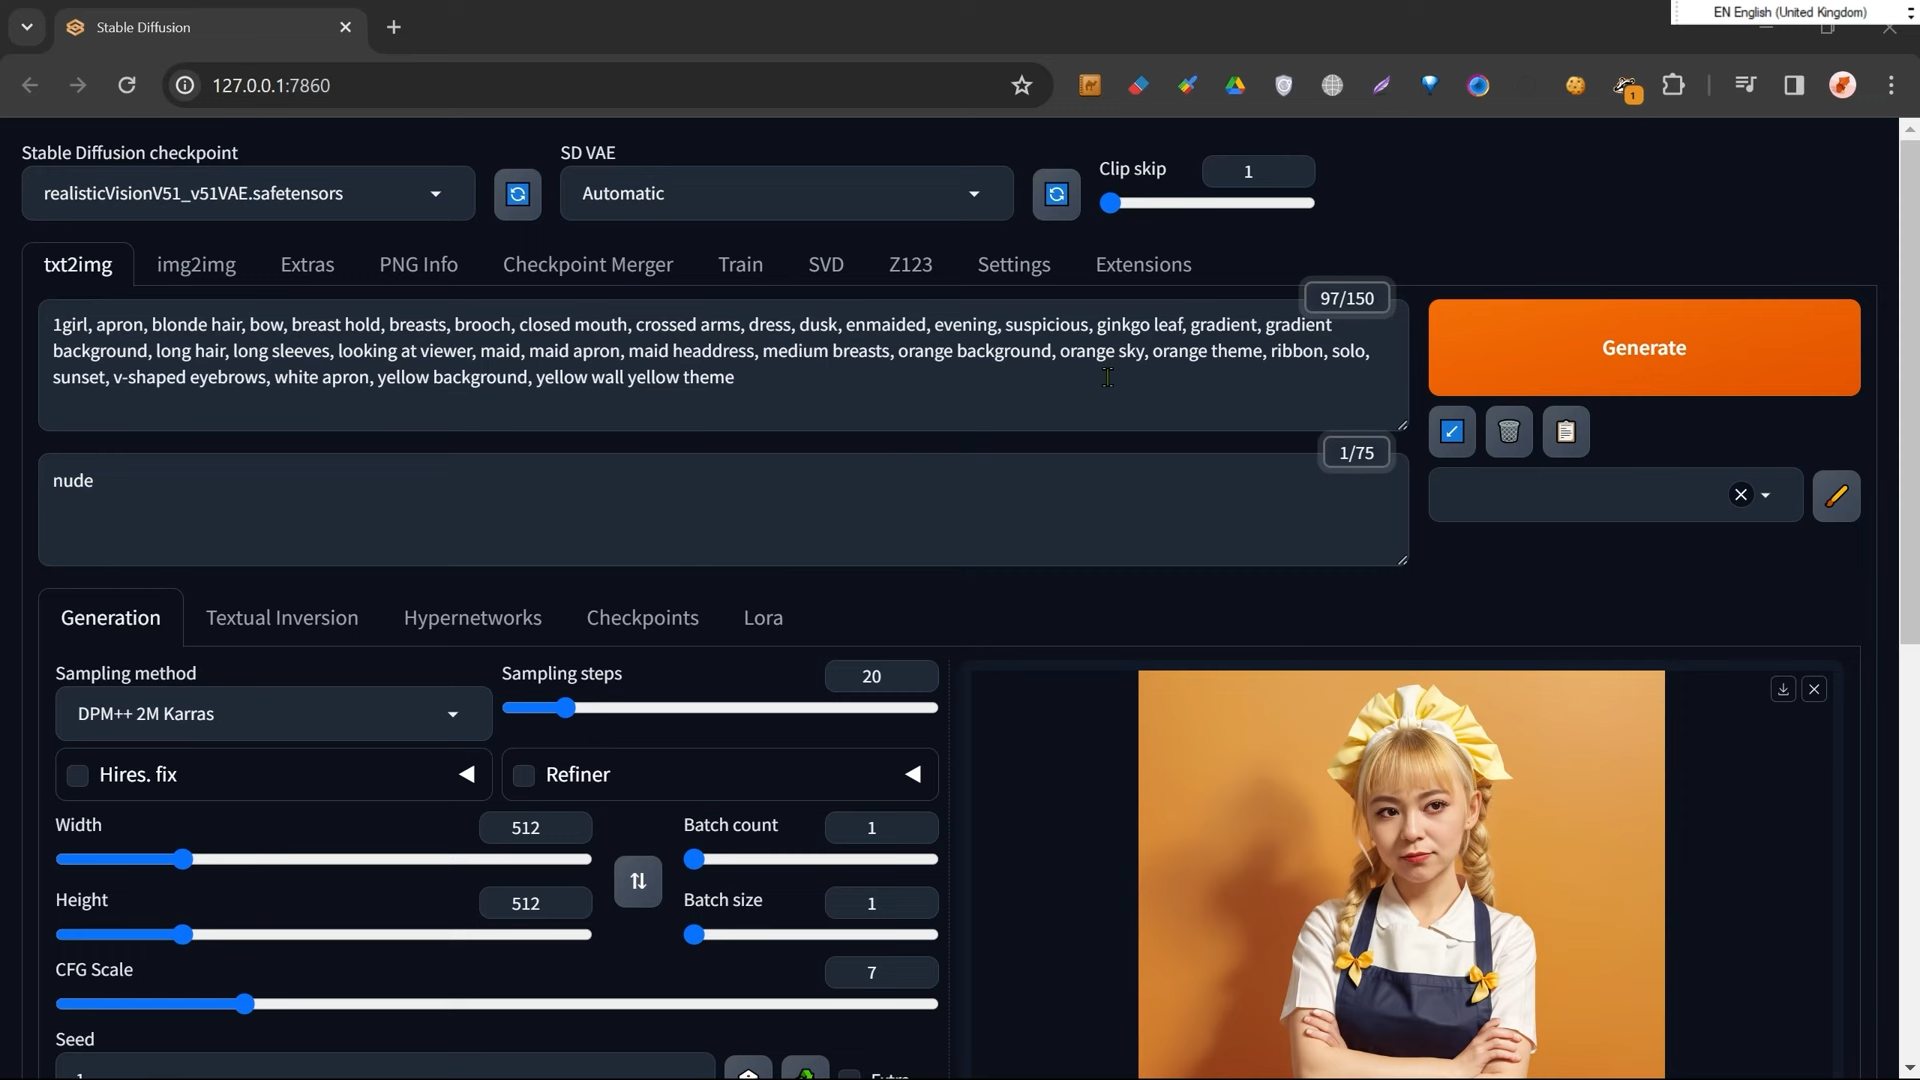 EN English (United Kingdom)
Stable Diffusion
127.0.0.1:7860
1
Stable Diffusion checkpoint
SD VAE
Clip skip
1
realisticVisionV51_v51VAE.safetensors
Automatic
txt2img
img2img
Extras
PNG Info
Checkpoint Merger
Train
SVD
Z123
Settings
Extensions
97/150
1girl, apron, blonde hair, bow, breast hold, breasts, brooch, closed mouth, crossed arms, dress, dusk, enmaided, evening, suspicious, ginkgo leaf, gradient, gradient
background, long hair, long sleeves, looking at viewer, maid, maid apron, maid headdress, medium breasts, orange background, orange sky, orange theme, ribbon, solo,
sunset, v-shaped eyebrows, white apron, yellow background, yellow wall yellow theme
Generate
1/75
nude
Generation
Textual Inversion
Hypernetworks
Checkpoints
Lora
Sampling method
DPM++ 2M Karras
Sampling steps
20
Hires. fix
Refiner
Width
512
Batch count
1
Height
512
Batch size
1
CFG Scale
7
Seed